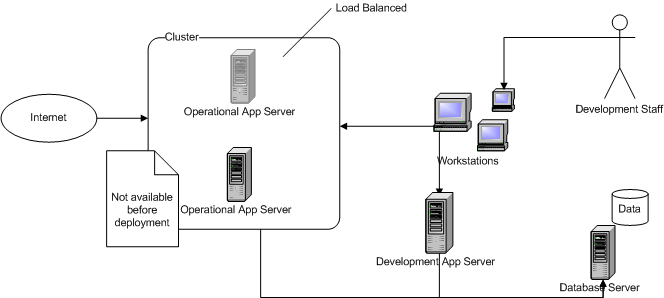 Load Balanced
Cluster
Operational App Server
Internet
Development Staff
Workstations
Not available
before
deployment
Operational App Server
Data
Development App Server
Database Server